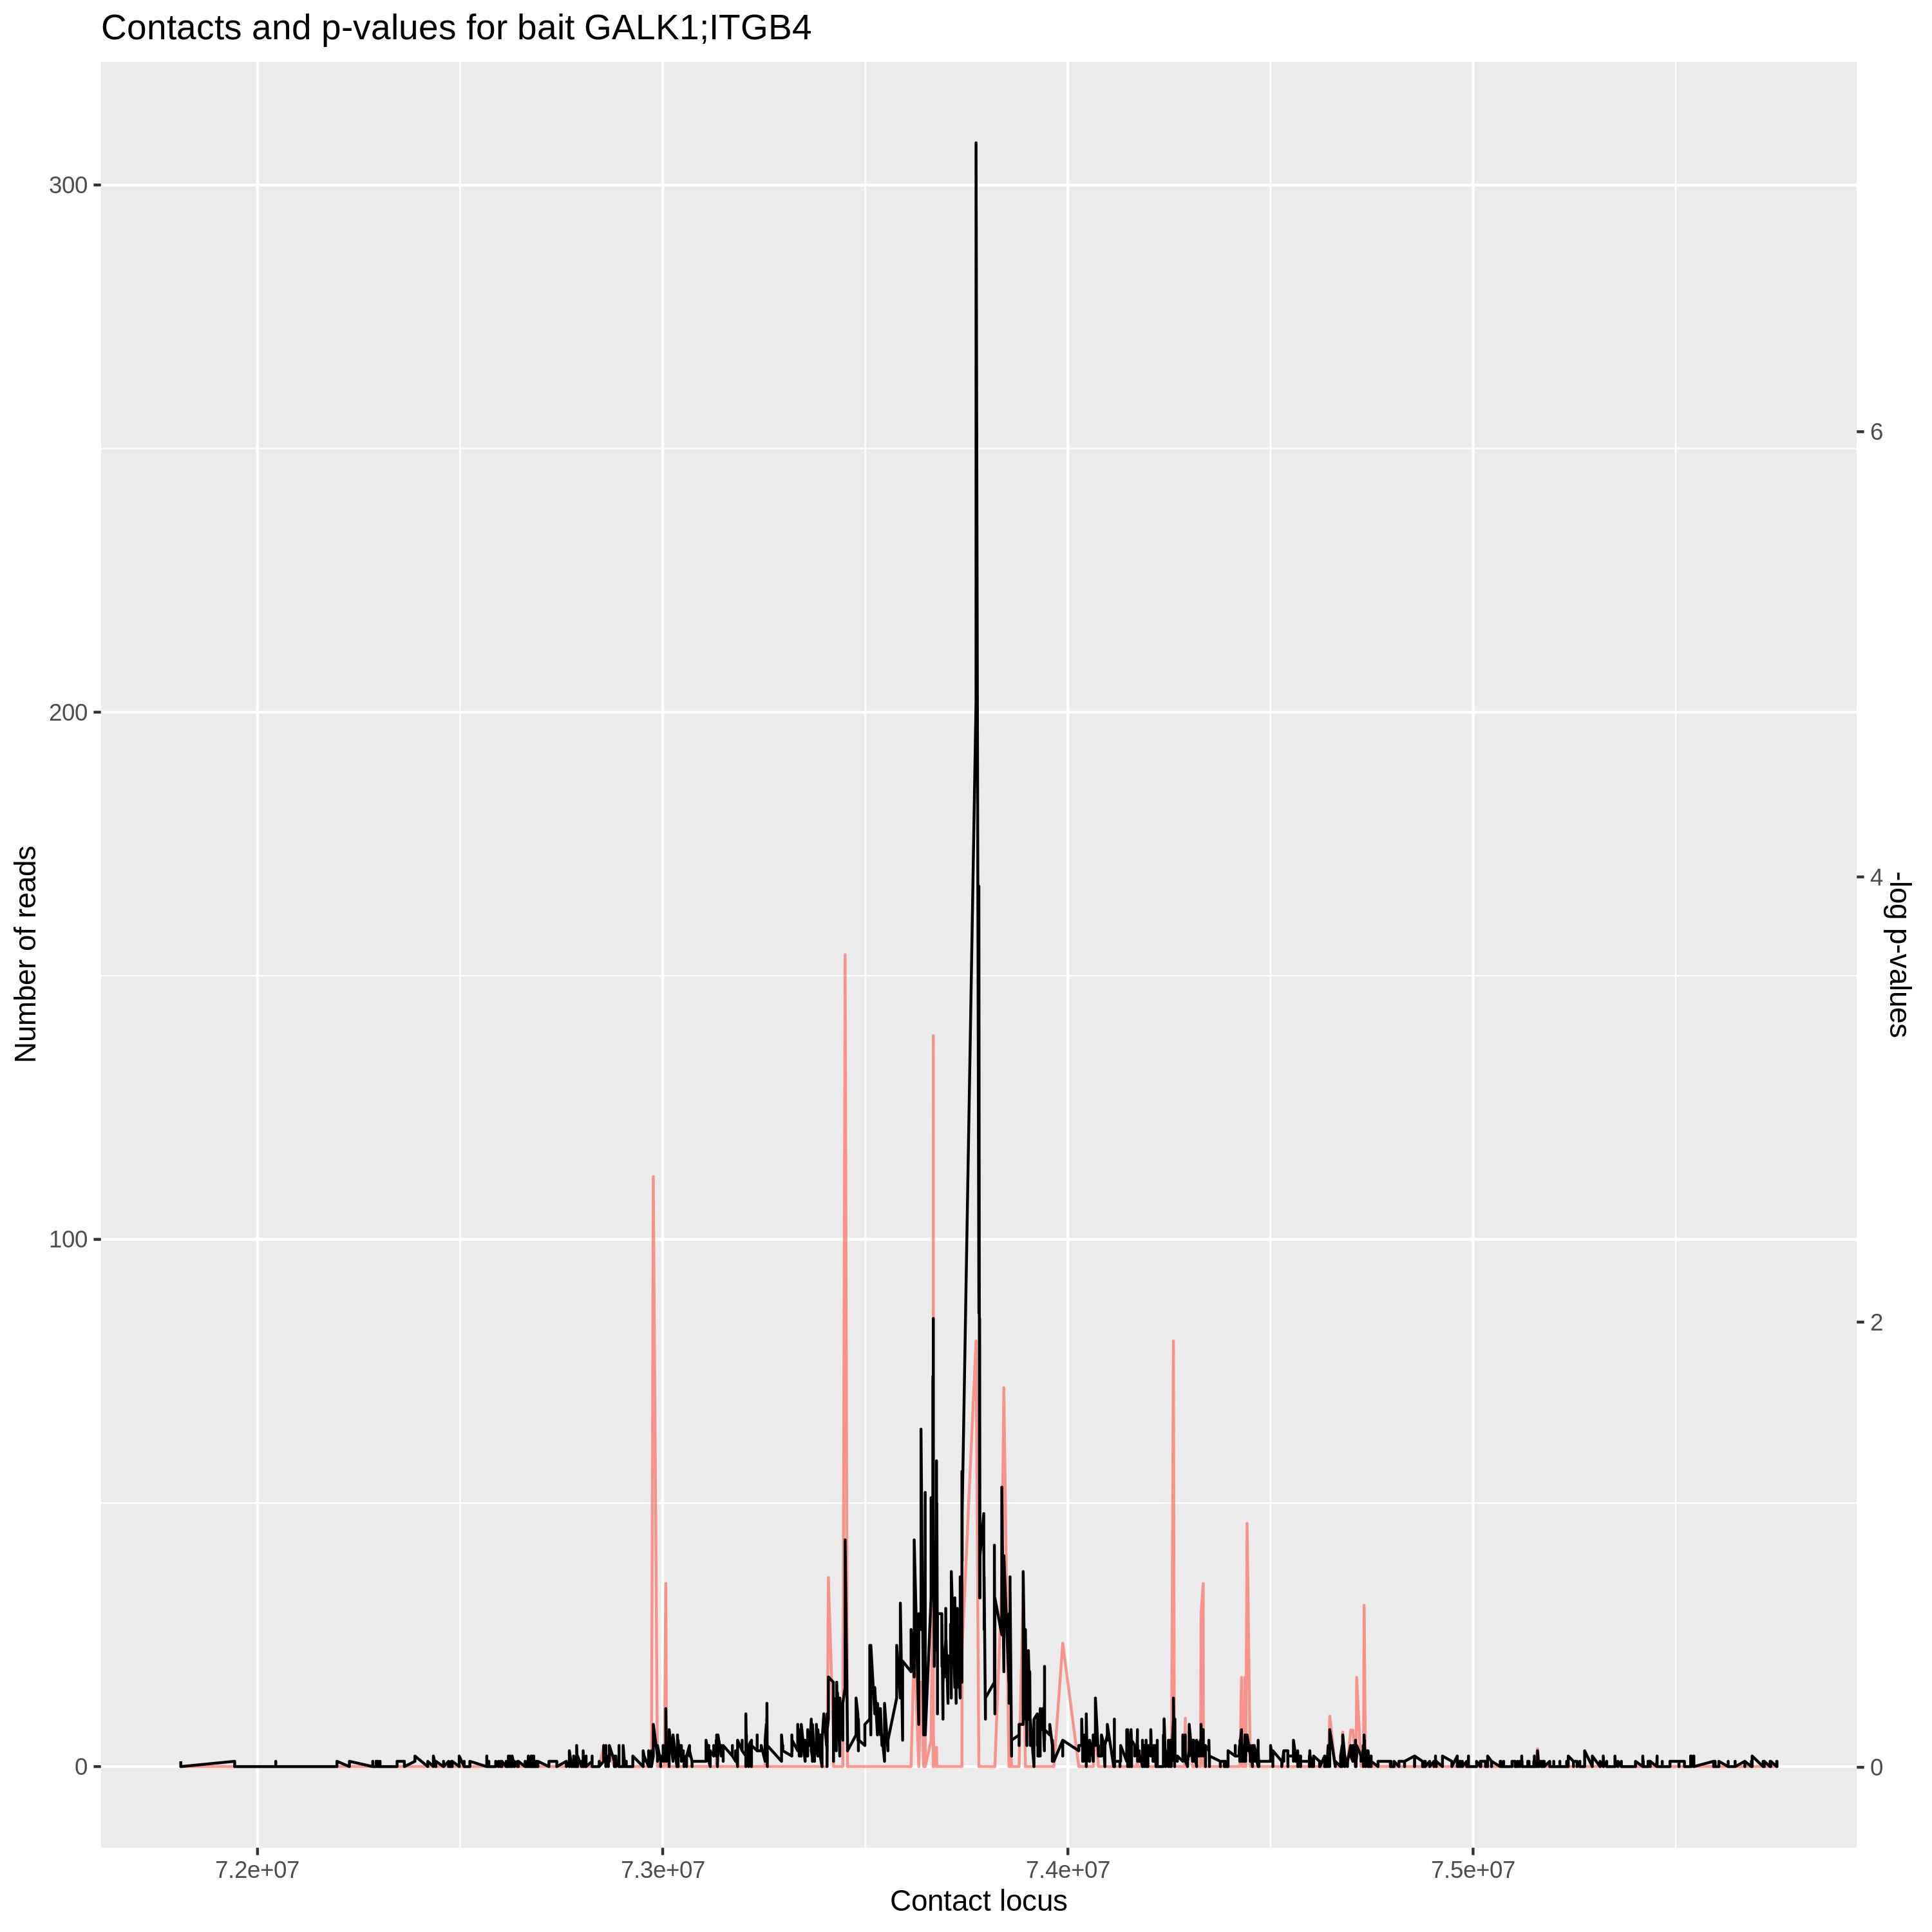 Contacts and p-values for bait GALK1;ITGB4
300
200
100
0
Number of reads
6
4
2
0
-log p-values
7.2e+07 7.3e+07 7.4e+07 7.5e+07
Contact locus